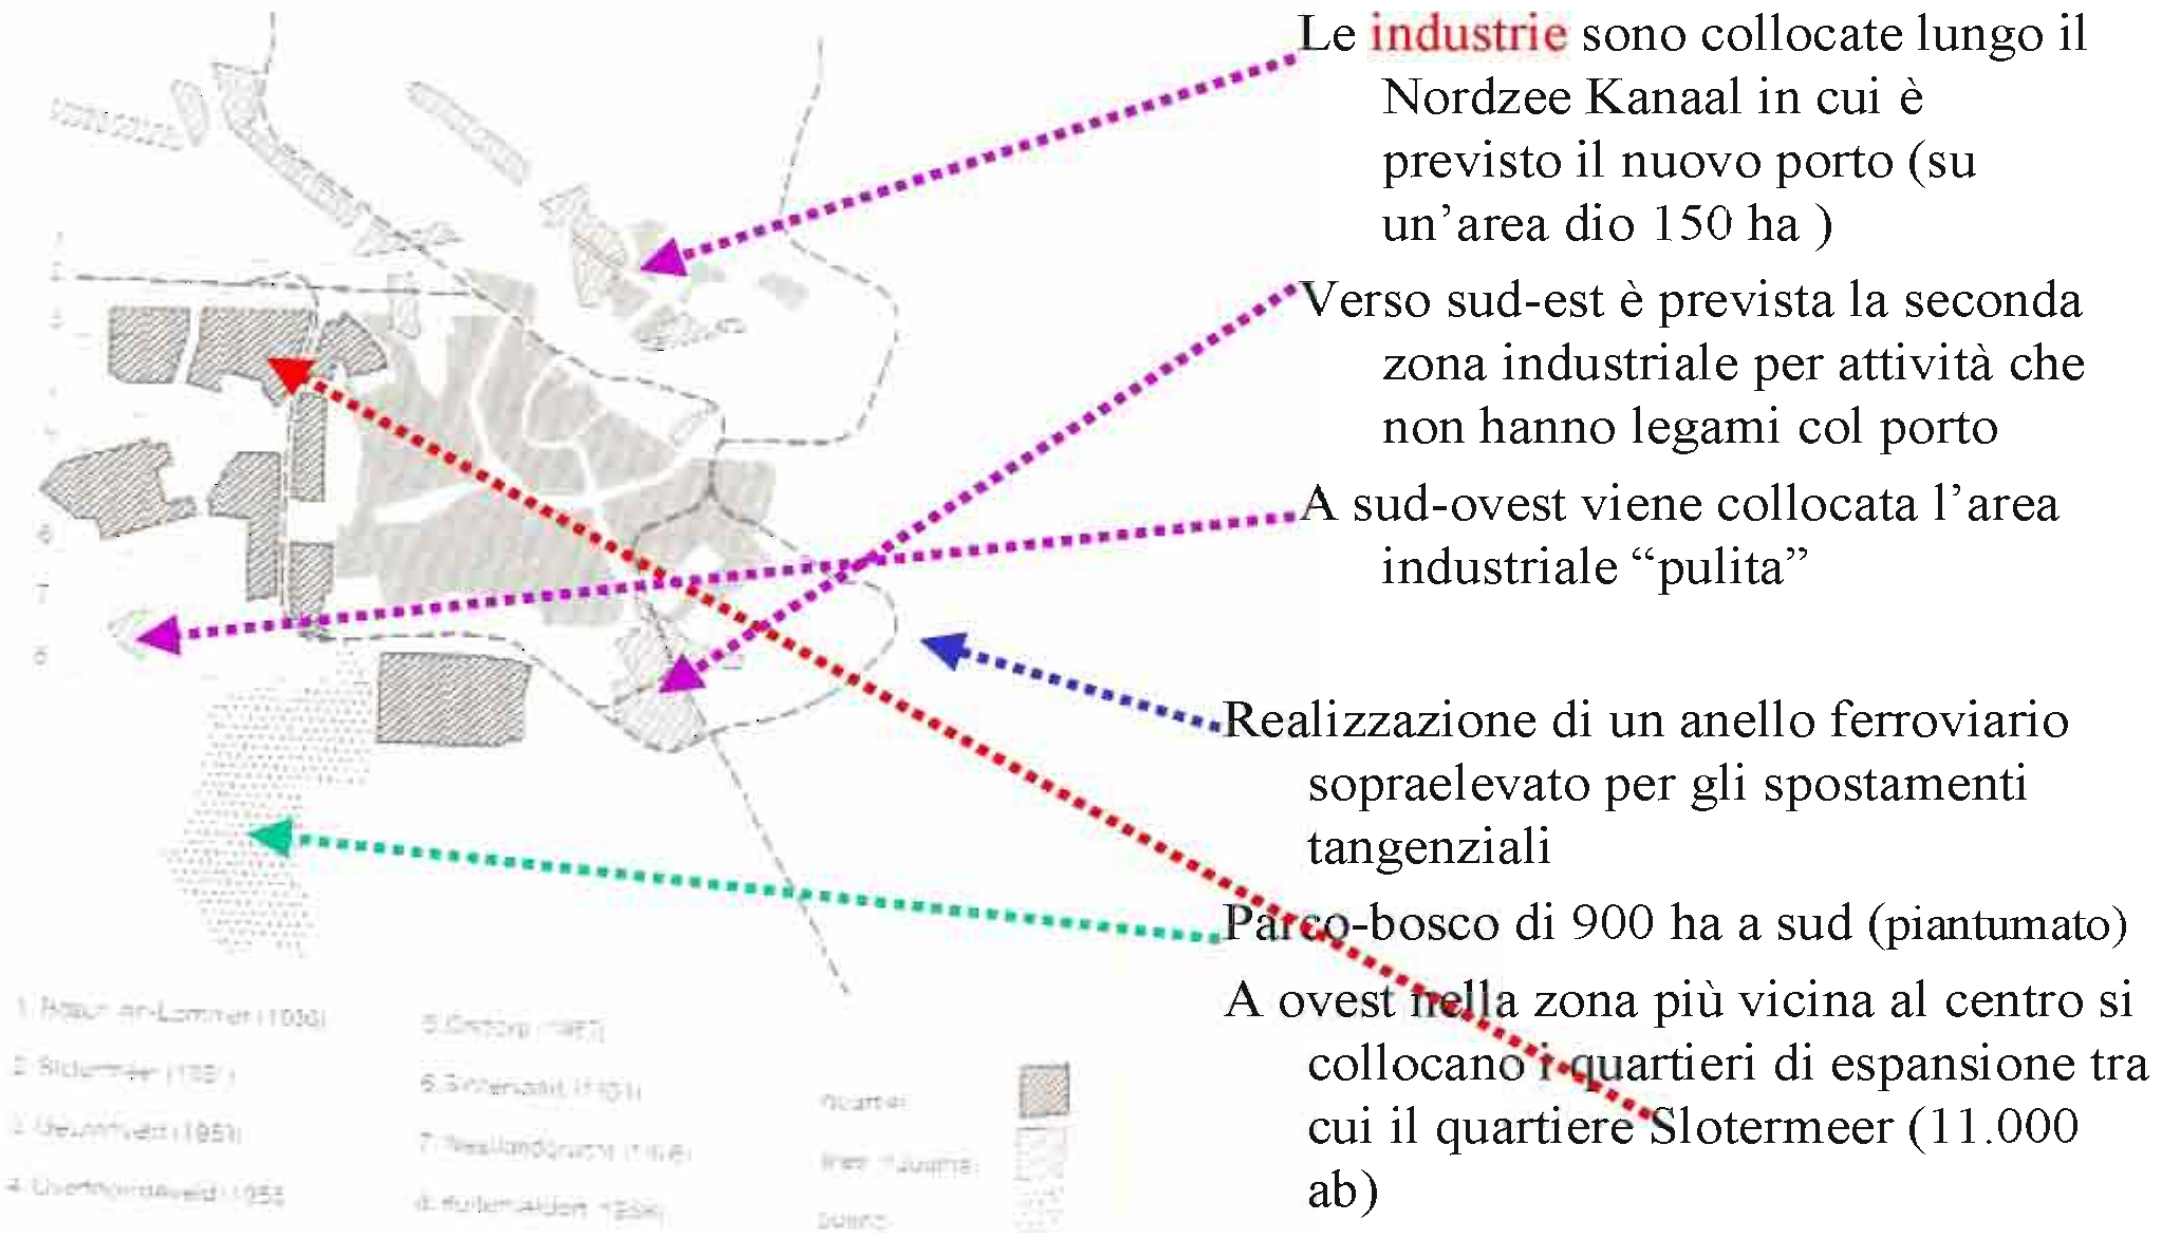 Le industrie sono collocate lungo il
Nordzee Kanaal in cui è
previsto il nuovo porto (su
un’area dio 150 ha )
Verso sud-est è prevista la seconda
zona industriale per attività che
non hanno legami col porto
A sud-ovest viene collocata l’area
industriale “pulita”
Realizzazione di un anello ferroviario
sopraelevato per gli spostamenti
tangenziali
Parco-bosco di 900 ha a sud (piantumato)
A ovest nella zona più vicina al centro si
collocano i quartieri di espansione tra
cui il quartiere Slotermeer (11.000
ab)
7